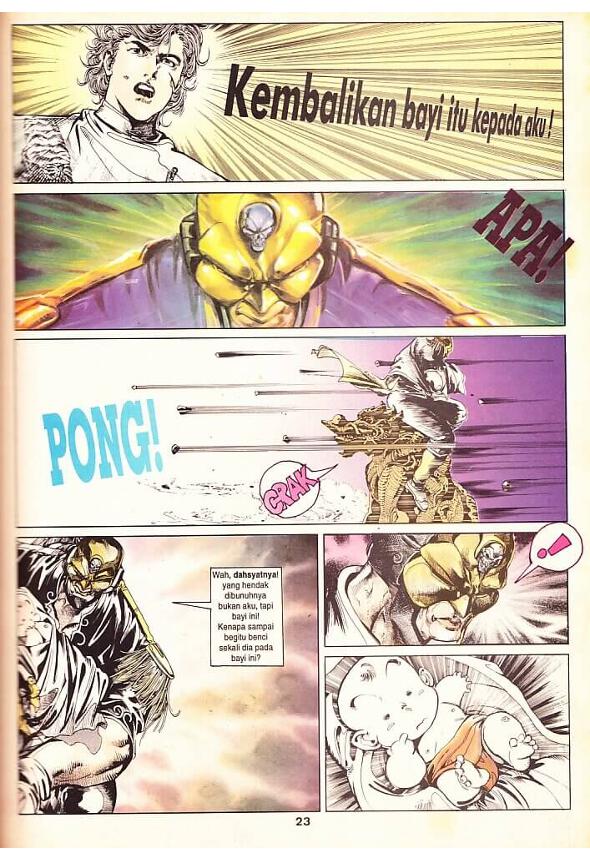 Kembalikan bayi itu kepada aku!
APA!
PONG!
CRAK
Wah, dahsyatnya!
yang hendak
dibunuhnya
bukan aku, tapi
bayi ini!
Kenapa sampai
begitu benci
sekali dia pada
bayi ini?
!!
23